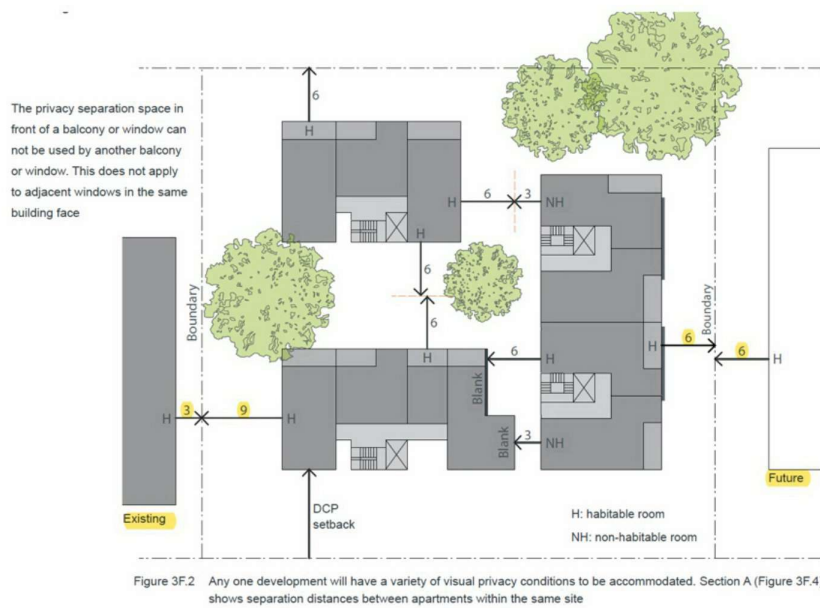 6
The privacy separation space in
front of a balcony or window can
not be used by another balcony
or window. This does not apply
to adjacent windows in the same
building face
H
H
6
3
NH
H
6
Boundary
Boundary
6
H
6
6
H
6
H
Blank
H
3
9
H
Blank
3
NH
DCP
setback
Existing
Future
H: habitable room
NH: non-habitable room
Figure 3F.2 Any one development will have a variety of visual privacy conditions to be accommodated. Section A (Figure 3F.4)
shows separation distances between apartments within the same site